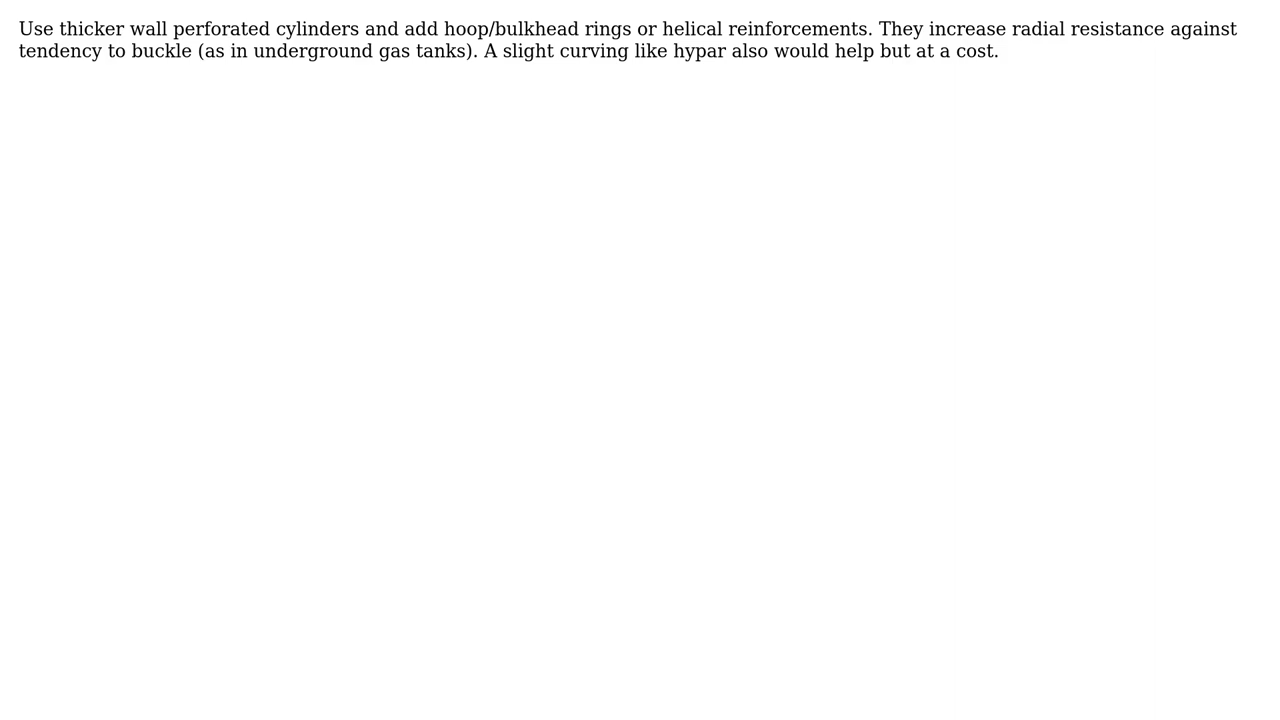 Use thicker wall perforated cylinders and add hoop/bulkhead rings or helical reinforcements. They increase radial resistance against
tendency to buckle (as in underground gas tanks). A slight curving like hypar also would help but at a cost.